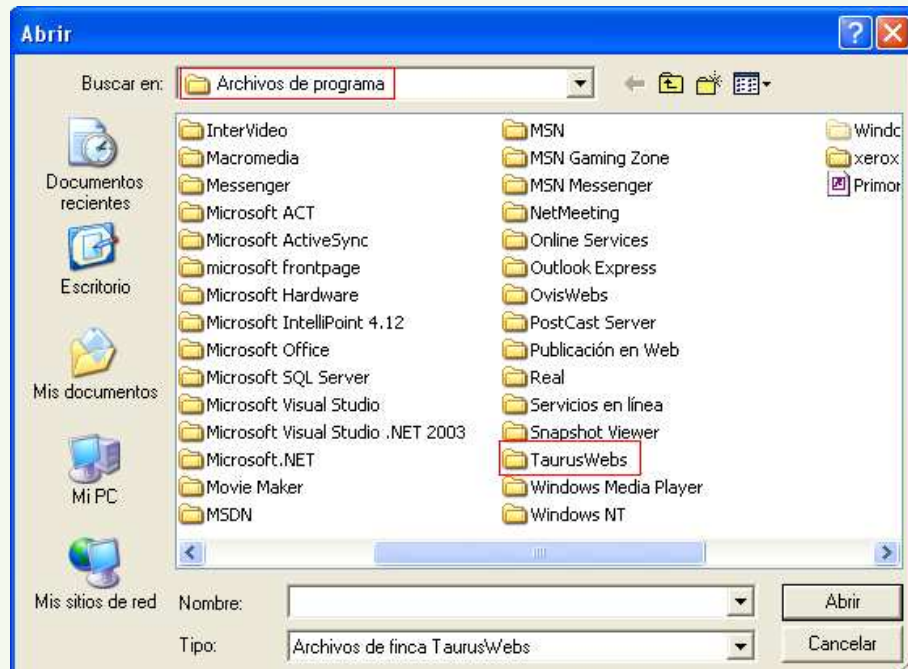 Abrir
Buscar en: Archivos de programa
Documentos recientes
Escritorio
Mis documentos
Mi PC
Mis sitios de red
InterVideo
Macromedia
Messenger
Microsoft ACT
Microsoft ActiveSync
microsoft frontpage
Microsoft Hardware
Microsoft IntelliPoint 4.12
Microsoft Office
Microsoft SQL Server
Microsoft Visual Studio
Microsoft Visual Studio .NET 2003
Microsoft.NET
Movie Maker
MSDN
MSN
MSN Gaming Zone
MSN Messenger
NetMeeting
Online Services
Outlook Express
OvisWebs
PostCast Server
Publicación en Web
Real
Servicios en línea
Snapshot Viewer
TaurusWebs
Windows Media Player
Windows NT
Windo
xerox
Primor
Nombre:
Abrir
Tipo: Archivos de finca TaurusWebs
Cancelar